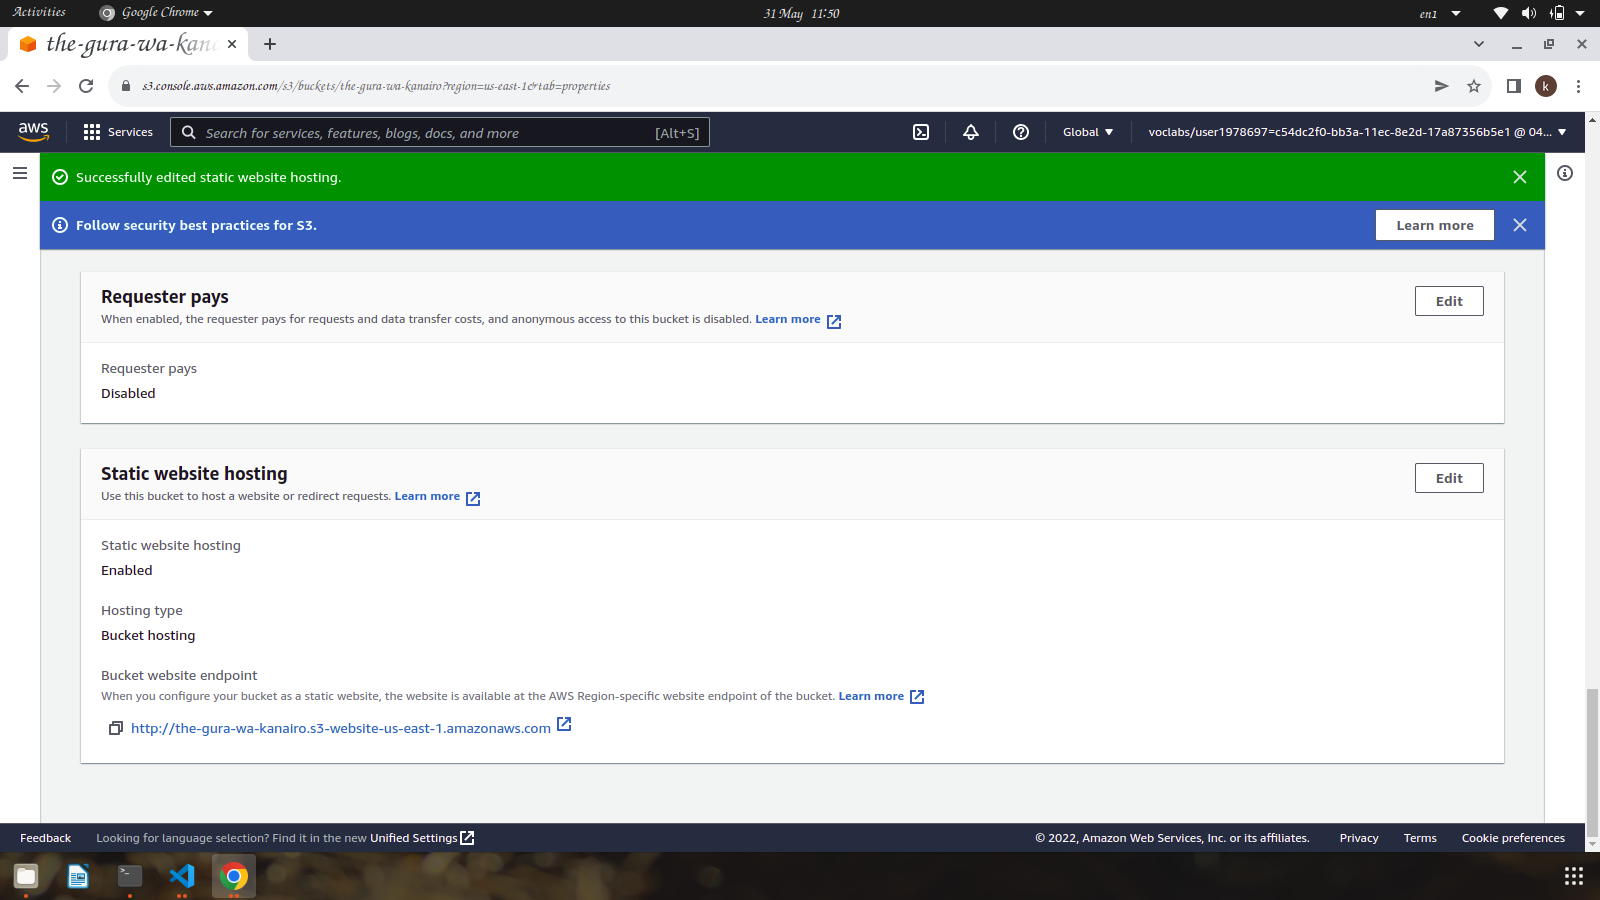 Activities
Google Chrome
31 May 11:50
en1
the-gura-wa-kana
s3.console.aws.amazon.com/s3/buckets/the-gura-wa-kanairo?region=us-east-1&tab=properties
k
aws
Services
Search for services, features, blogs, docs, and more
[Alt+S]
Global
voclabs/user1978697=c54dc2f0-bb3a-11ec-8e2d-17a87356b5e1 @ 04...
Successfully edited static website hosting.
Follow security best practices for S3.
Learn more
Requester pays
Edit
When enabled, the requester pays for requests and data transfer costs, and anonymous access to this bucket is disabled. Learn more
Requester pays
Disabled
Static website hosting
Edit
Use this bucket to host a website or redirect requests. Learn more
Static website hosting
Enabled
Hosting type
Bucket hosting
Bucket website endpoint
When you configure your bucket as a static website, the website is available at the AWS Region-specific website endpoint of the bucket. Learn more
http://the-gura-wa-kanairo.s3-website-us-east-1.amazonaws.com
Feedback
Looking for language selection? Find it in the new Unified Settings
© 2022, Amazon Web Services, Inc. or its affiliates.
Privacy
Terms
Cookie preferences